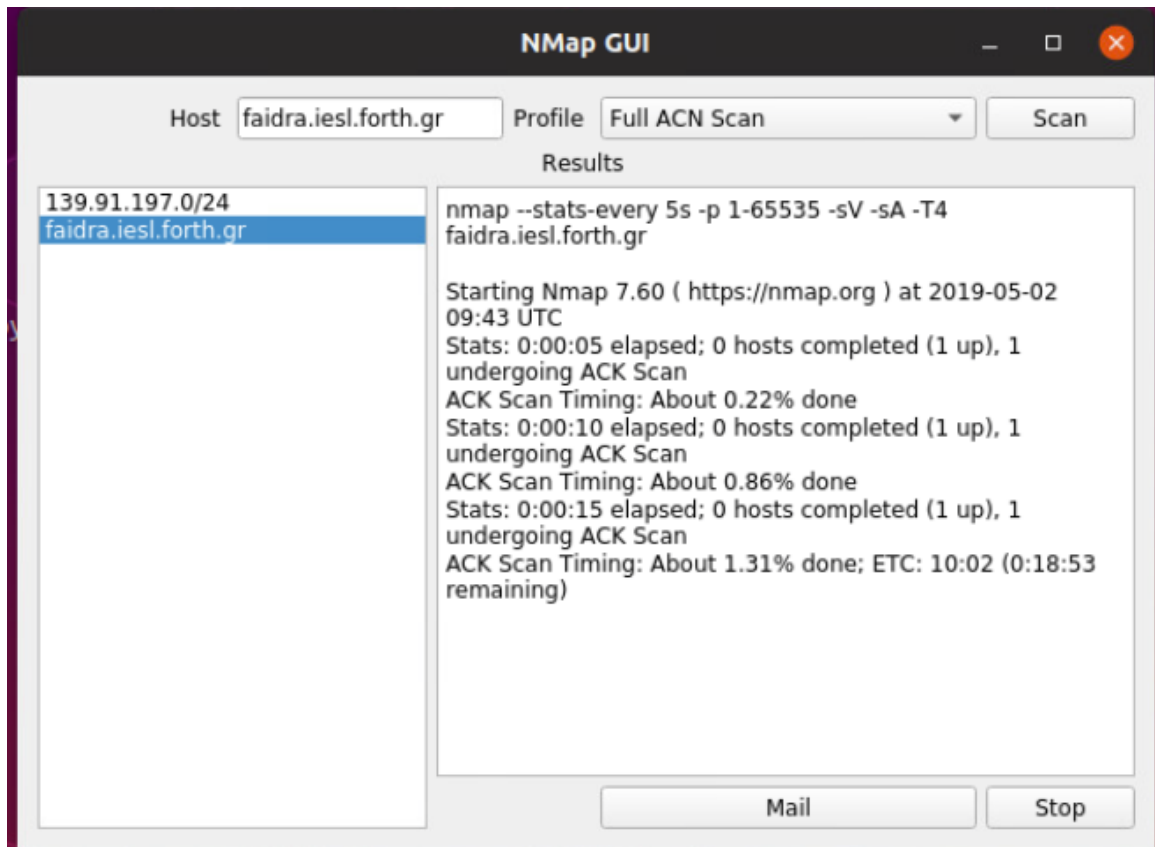 NMap GUI
Host faidra.iesl.forth.gr Profile Full ACN Scan Scan
Results
139.91.197.0/24
faidra.iesl.forth.gr
nmap --stats-every 5s -p 1-65535 -sV -sA -T4
faidra.iesl.forth.gr
Starting Nmap 7.60 ( https://nmap.org ) at 2019-05-02
09:43 UTC
Stats: 0:00:05 elapsed; 0 hosts completed (1 up), 1
undergoing ACK Scan
ACK Scan Timing: About 0.22% done
Stats: 0:00:10 elapsed; 0 hosts completed (1 up), 1
undergoing ACK Scan
ACK Scan Timing: About 0.86% done
Stats: 0:00:15 elapsed; 0 hosts completed (1 up), 1
undergoing ACK Scan
ACK Scan Timing: About 1.31% done; ETC: 10:02 (0:18:53
remaining)
Mail Stop